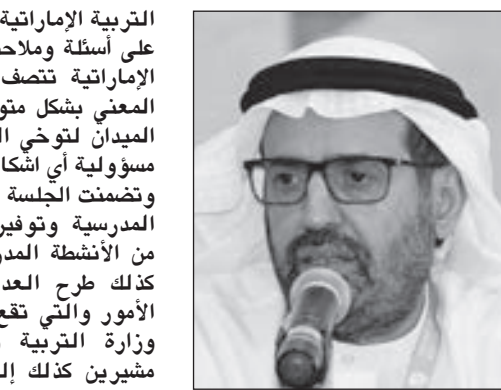 التربية الإماراتية
على أسئلة وملاح
الإماراتية تتصف
المعني بشكل متو
الميدان لتوخي ال
مسؤولية أي اشكا
وتضمنت الجلسة
المدرسية وتوفير
من الأنشطة المدر
كذلك طرح العد
الأمور والتي تقع
وزارة التربية
مشيرين كذلك إل